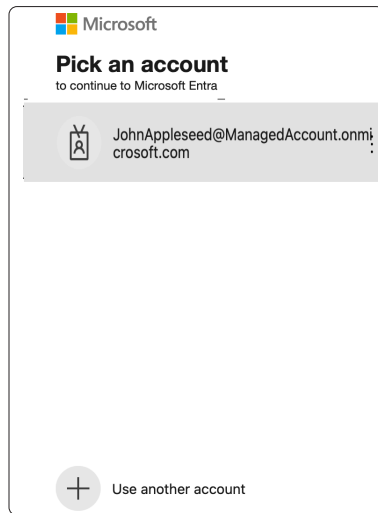 Microsoft
Pick an account
to continue to Microsoft Entra
JohnAppleseed@ManagedAccount.onmi
crosoft.com
Use another account